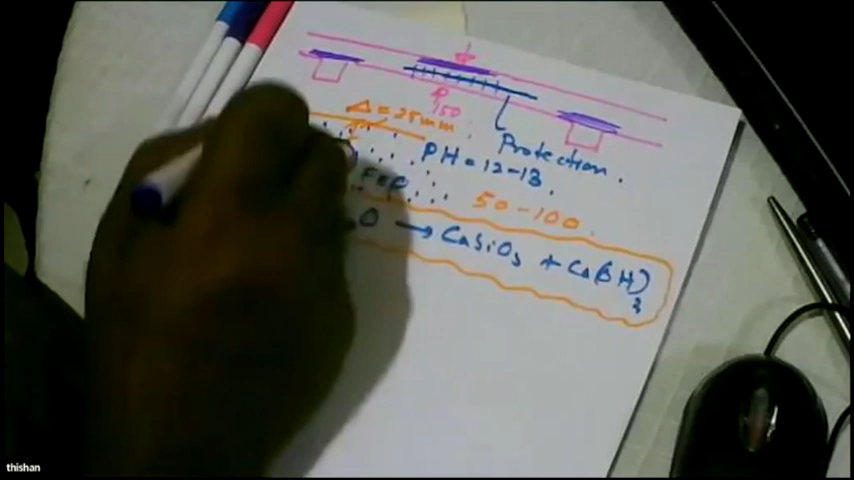 Φ
150
Δ = 25mm.
Protection.
PH = 12-13.
50-100.
O → CaSiO3 + Ca(OH)2
thishan